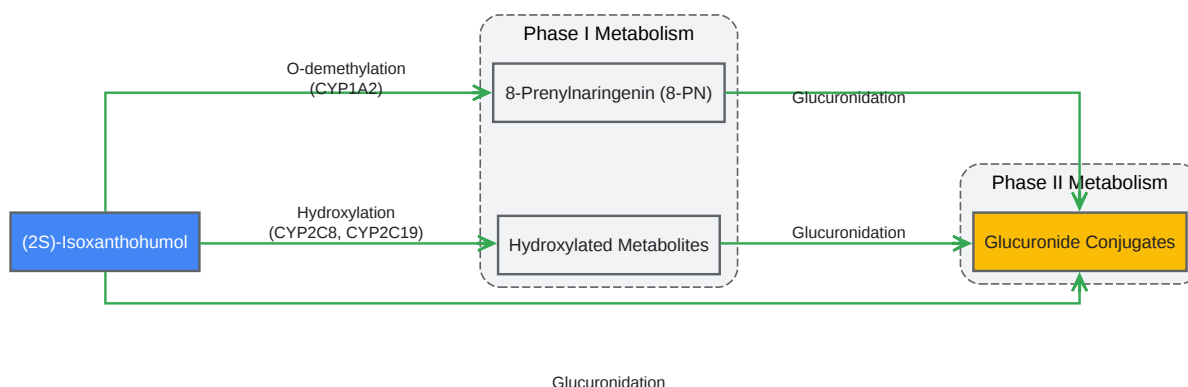 Phase I Metabolism
O-demethylation
(CYP1A2)
8-Prenylnaringenin (8-PN)
Glucuronidation
Phase II Metabolism
(2S)-Isoxanthohumol
Hydroxylation
(CYP2C8, CYP2C19)
Hydroxylated Metabolites
Glucuronidation
Glucuronide Conjugates
Glucuronidation